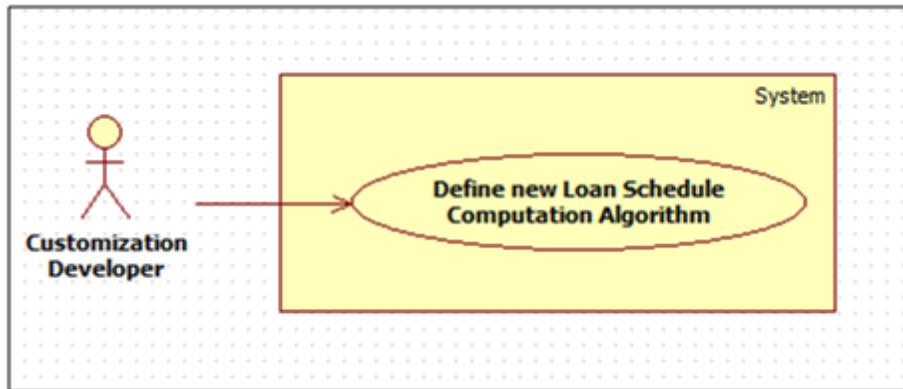 System
Define new Loan Schedule
Computation Algorithm
Customization
Developer